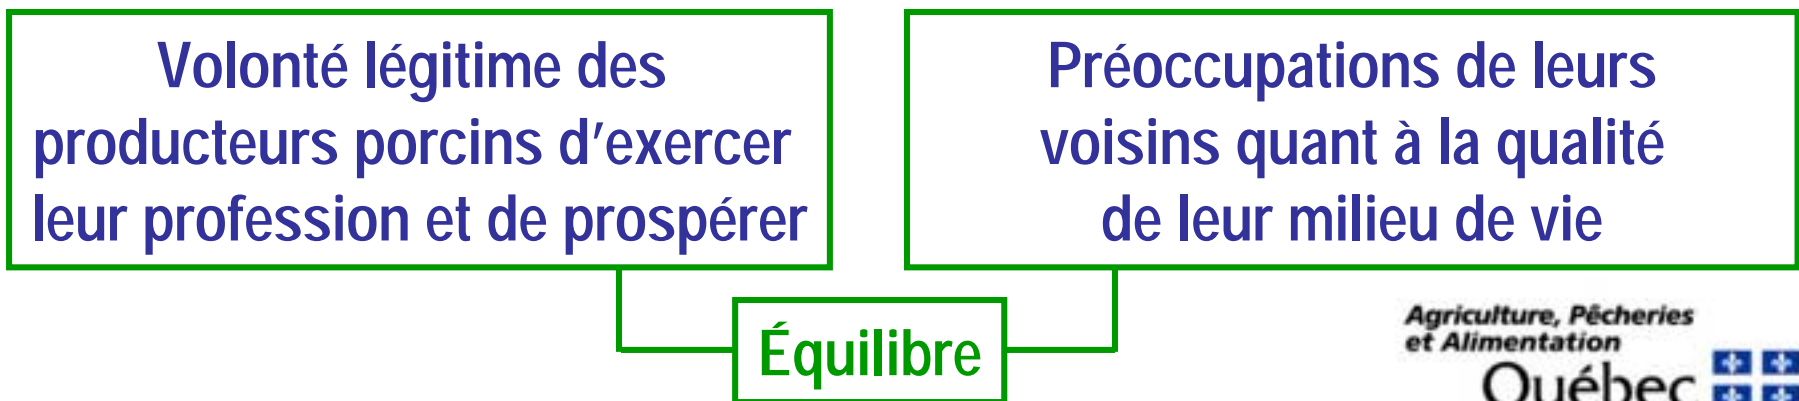 Volonté légitime des
producteurs porcins d'exercer
leur profession et de prospérer
Préoccupations de leurs
voisins quant à la qualité
de leur milieu de vie
Équilibre
Agriculture, Pêcheries
et Alimentation
Québec